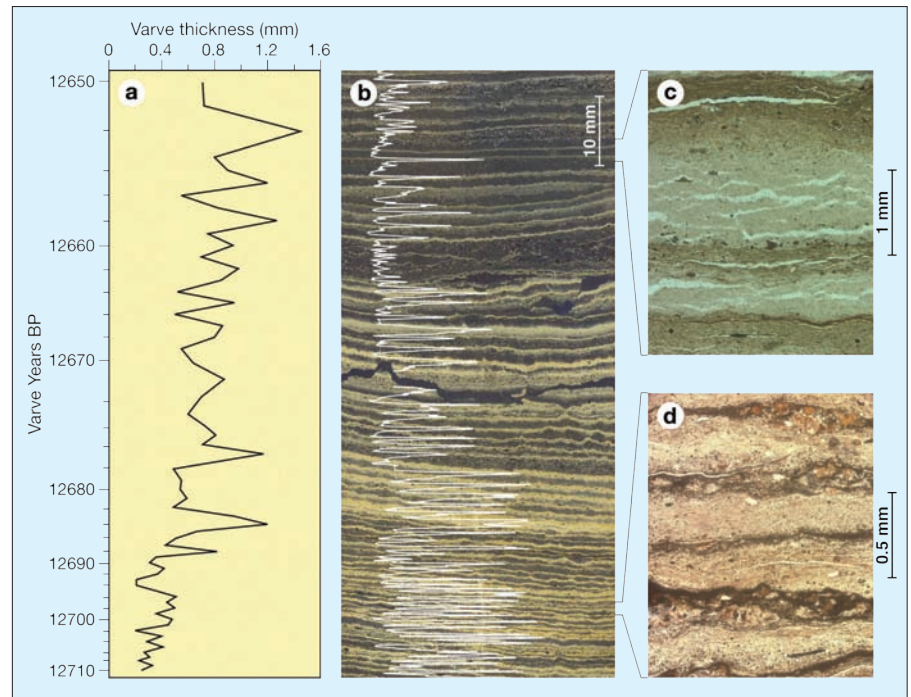 Varve thickness (mm)
0 0.4 0.8 1.2 1.6
Varve Years BP
12650
12660
12670
12680
12690
12700
12710
a
b
10 mm
c
1 mm
d
0.5 mm